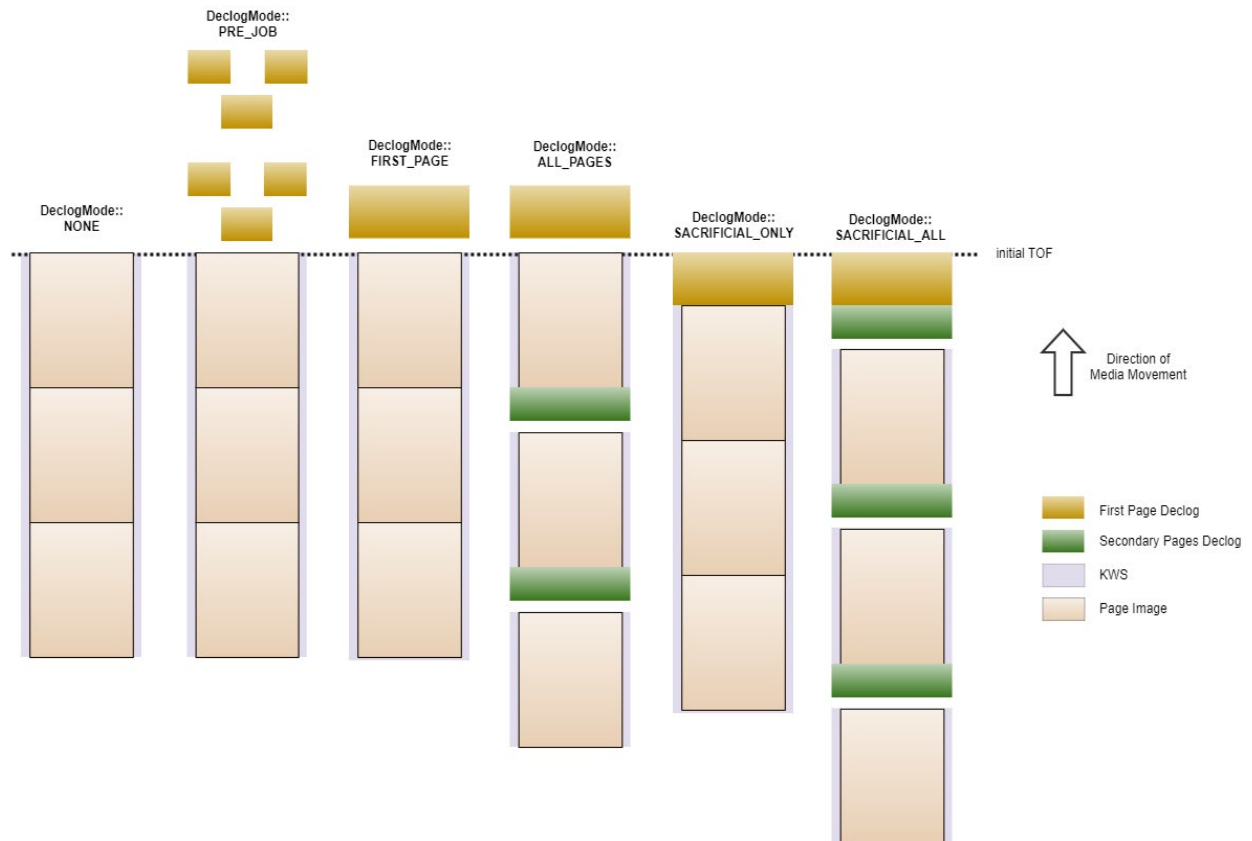 DeclogMode::
PRE_JOB
DeclogMode::
FIRST_PAGE
DeclogMode::
ALL_PAGES
DeclogMode::
NONE
DeclogMode::
SACRIFICIAL_ONLY
DeclogMode::
SACRIFICIAL_ALL
initial TOF
Direction of
Media Movement
First Page Declog
Secondary Pages Declog
KWS
Page Image